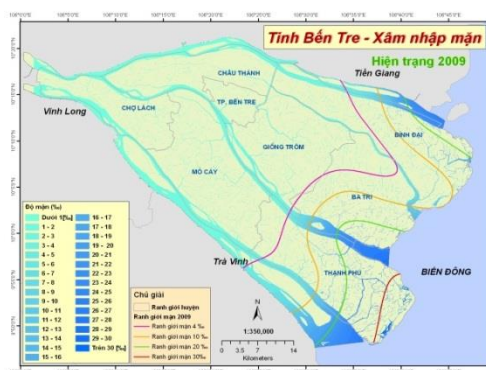 Tỉnh Bến Tre - Xâm nhập mặn
Hiện trạng 2009
Tiền Giang
CHÂU THÀNH
Vĩnh Long
CHỢ LÁCH
TP. BẾN TRE
BÌNH ĐẠI
GIỒNG TRÔM
MỎ CÀY
BA TRI
Trà Vinh
THẠNH PHÚ
BIỂN ĐÔNG
Độ mặn (‰)
Dưới 1[‰]
1 - 2
2 - 3
3 - 4
4 - 5
5 - 6
6 - 7
7 - 8
8 - 9
9 - 10
10 - 11
11 - 12
12 - 13
13 - 14
14 - 15
15 - 16
16 - 17
17 - 18
18 - 19
19 - 20
20 - 21
21 - 22
22 - 23
23 - 24
24 - 25
25 - 26
26 - 27
27 - 28
28 - 29
29 - 30
Trên 30 [‰]
Chú giải
Ranh giới huyện
Ranh giới mặn 2009
Ranh giới mặn 4 ‰
Ranh giới mặn 10 ‰
Ranh giới mặn 20 ‰
Ranh giới mặn 30‰
N
1:350,000
0 3.5 7 14
Kilometers